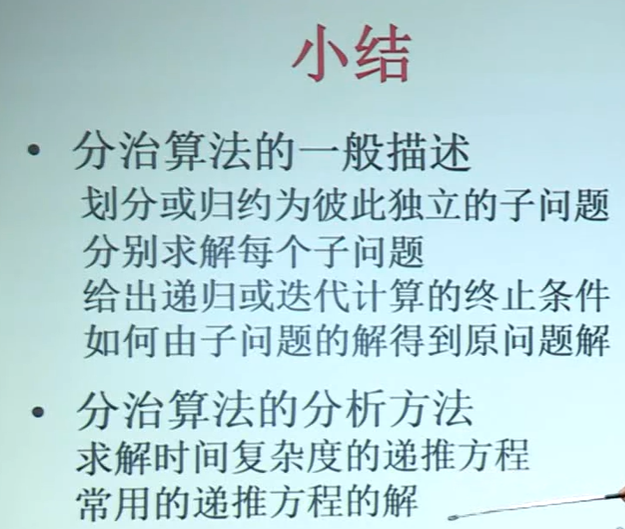 小结
• 分治算法的一般描述
划分或归约为彼此独立的子问题
分别求解每个子问题
给出递归或迭代计算的终止条件
如何由子问题的解得到原问题解
• 分治算法的分析方法
求解时间复杂度的递推方程
常用的递推方程的解